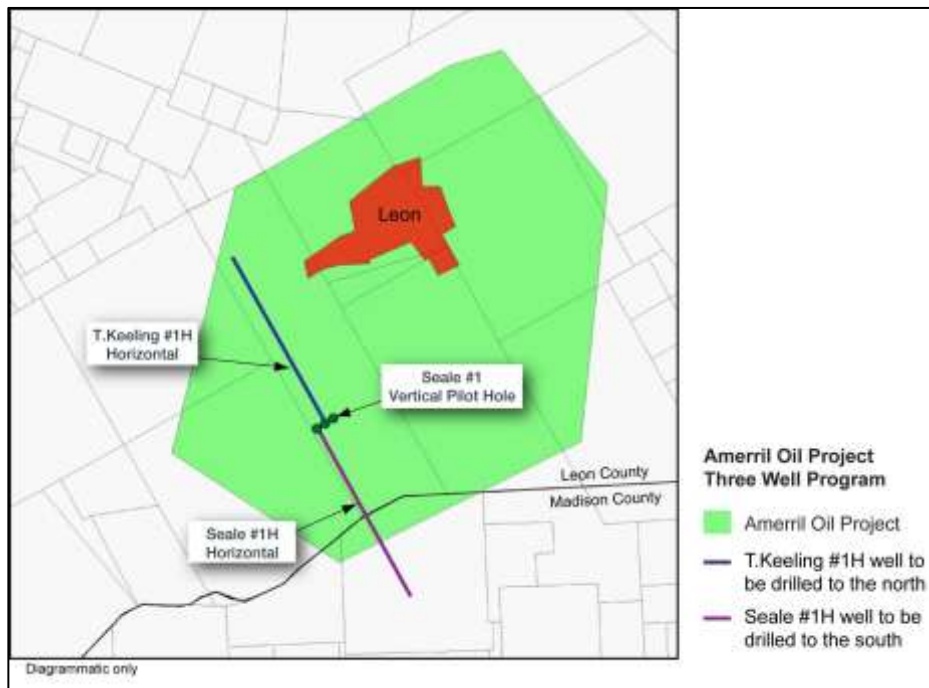 Leon
T.Keeling #1H
Horizontal
Seale #1
Vertical Pilot Hole
Leon County
Madison County
Seale #1H
Horizontal
Amerril Oil Project
Three Well Program
Amerril Oil Project
T.Keeling #1H well to
be drilled to the north
Seale #1H well to be
drilled to the south
Diagrammatic only